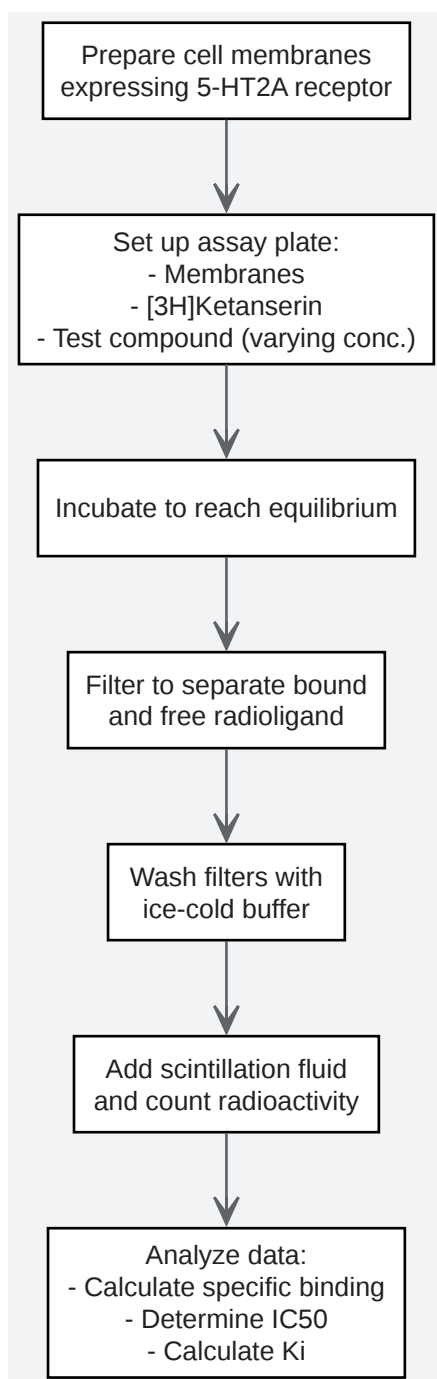 Prepare cell membranes
expressing 5-HT2A receptor
Set up assay plate:
- Membranes
- [3H]Ketanserin
- Test compound (varying conc.)
Incubate to reach equilibrium
Filter to separate bound
and free radioligand
Wash filters with
ice-cold buffer
Add scintillation fluid
and count radioactivity
Analyze data:
- Calculate specific binding
- Determine IC50
- Calculate Ki